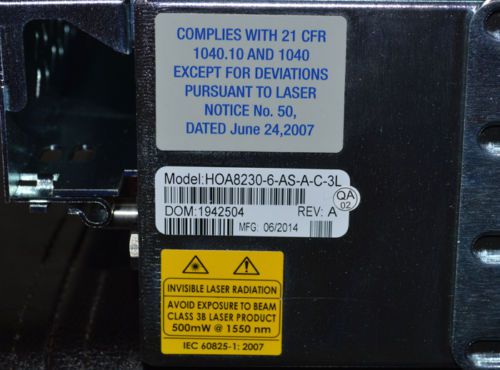 COMPLIES WITH 21 CFR
1040.10 AND 1040
EXCEPT FOR DEVIATIONS
PURSUANT TO LASER
NOTICE No. 50,
DATED June 24,2007
Model:HOA8230-6-AS-A-C-3L
QA
02
DOM:1942504 REV: A
MFG: 06/2014
INVISIBLE LASER RADIATION
AVOID EXPOSURE TO BEAM
CLASS 3B LASER PRODUCT
500mW @ 1550 nm
IEC 60825-1: 2007